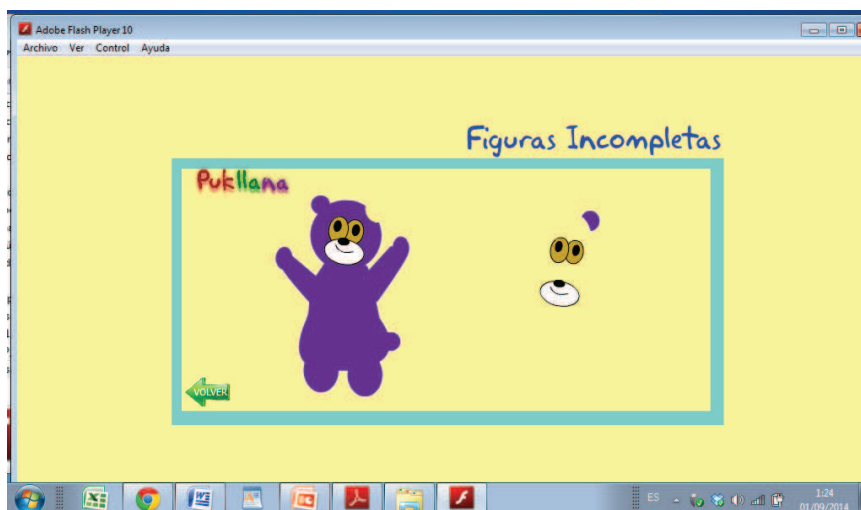 Adobe Flash Player 10
Archivo Ver Control Ayuda
Figuras Incompletas
Pukllana
VOLVER
ES
1:24
01/09/2014